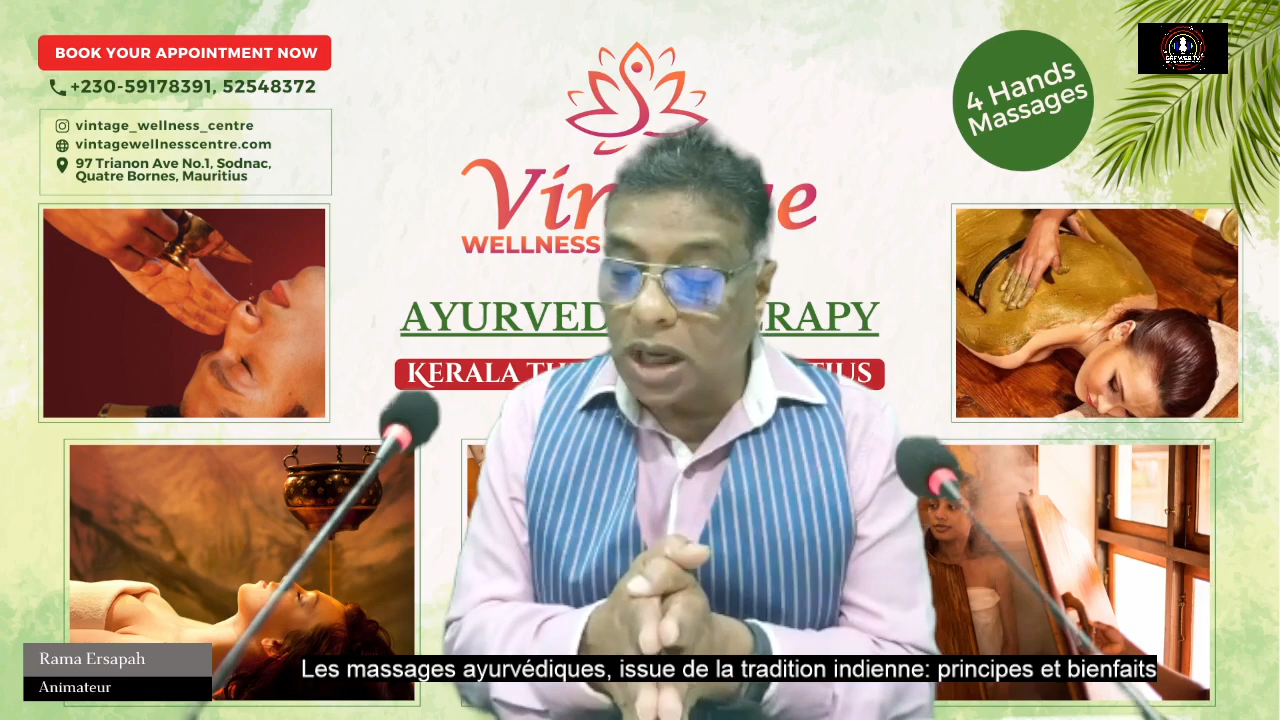 BOOK YOUR APPOINTMENT NOW
+230-59178391, 52548372
vintage_wellness_centre
vintagewellnesscentre.com
97 Trianon Ave No.1, Sodnac,
Quatre Bornes, Mauritius
4 Hands
Massages
WELLNESS
KERALA
Rama Ersapah
Animateur
Les massages ayurvédiques, issue de la tradition indienne: principes et bienfaits